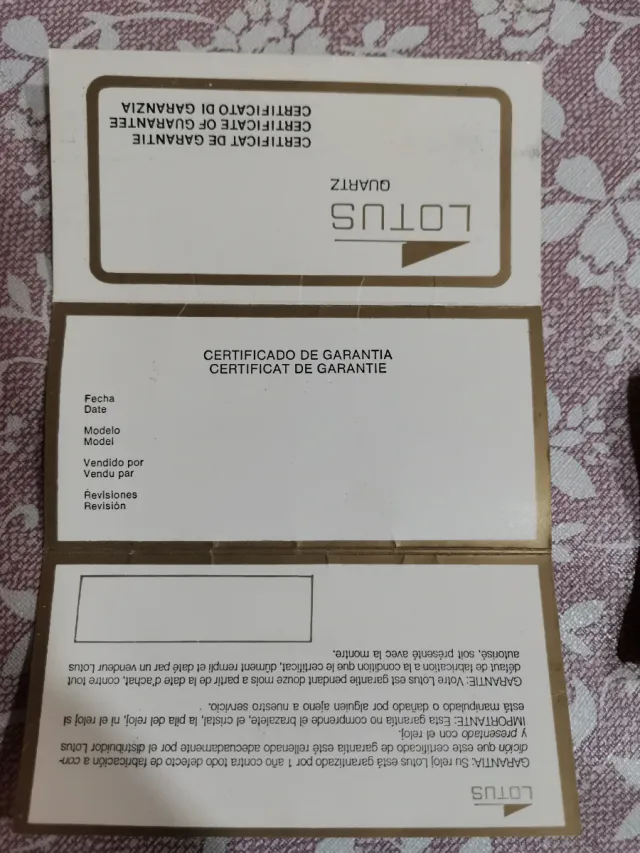 LOTUS
QUARTZ
CERTIFICAT DE GARANTIE
CERTIFICATE OF GUARANTEE
CERTIFICATO DI GARANZIA
CERTIFICADO DE GARANTIA
CERTIFICAT DE GARANTIE
Fecha
Date
Modelo
Model
Vendido por
Vendu par
Revisiones
Revisión
LOTUS
GARANTIA: Su reloj Lotus está garantizado por 1 año contra todo defecto de fabricación a con-
dición que este certificado de garantía esté rellenado adecuadamente por el distribuidor Lotus
y presentado con el reloj.
IMPORTANTE: Esta garantía no comprende el brazalete, el cristal, la pila del reloj, ni el reloj si
está manipulado o dañado por alguien ajeno a nuestro servicio.
GARANTIE: Votre Lotus est garantie pendant douze mois a partir de la date d'achat, contre tout
défaut de fabrication a la condition que le certificat, dûment rempli et daté par un vendeur Lotus
autorisé, soit présenté avec la montre.